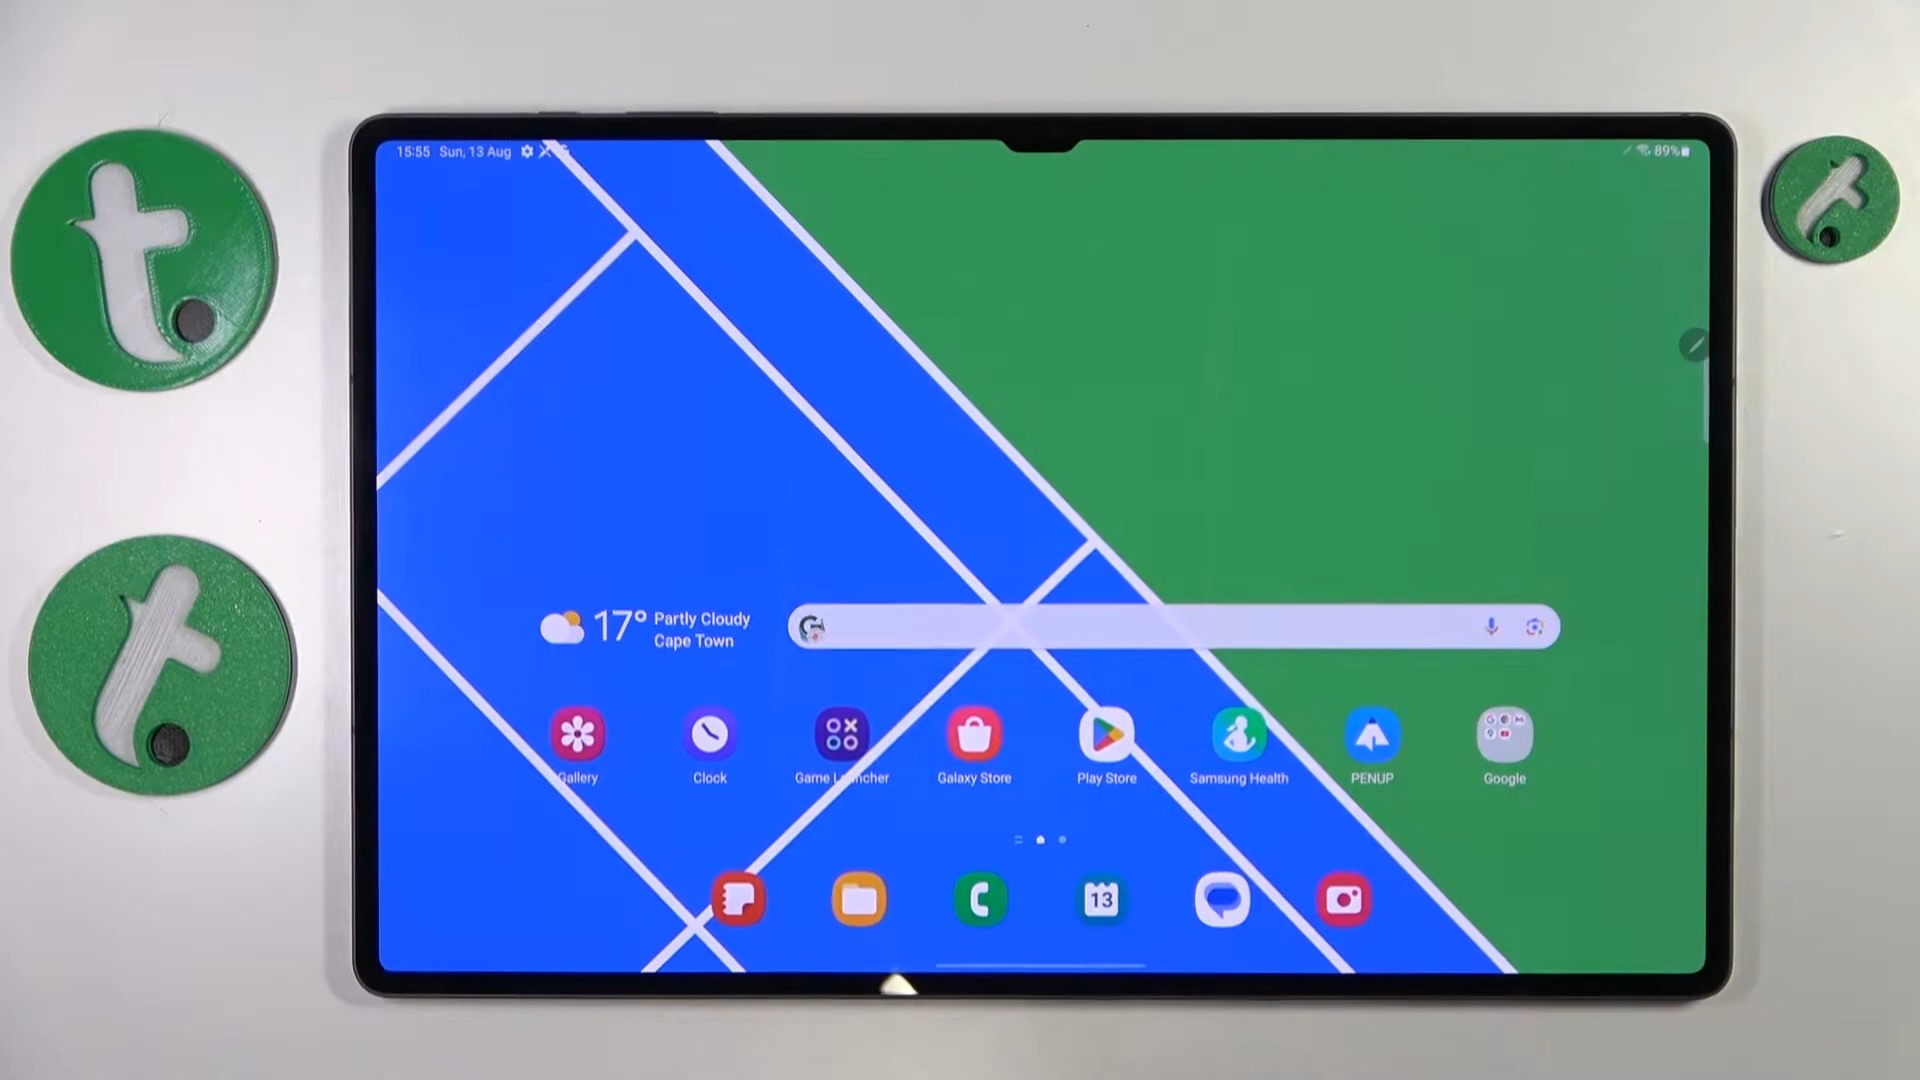 15:55 Sun, 13 Aug
89%
17° Partly Cloudy
Cape Town
Gallery
Clock
Game Launcher
Galaxy Store
Play Store
Samsung Health
PENUP
Google
13
t
t
t